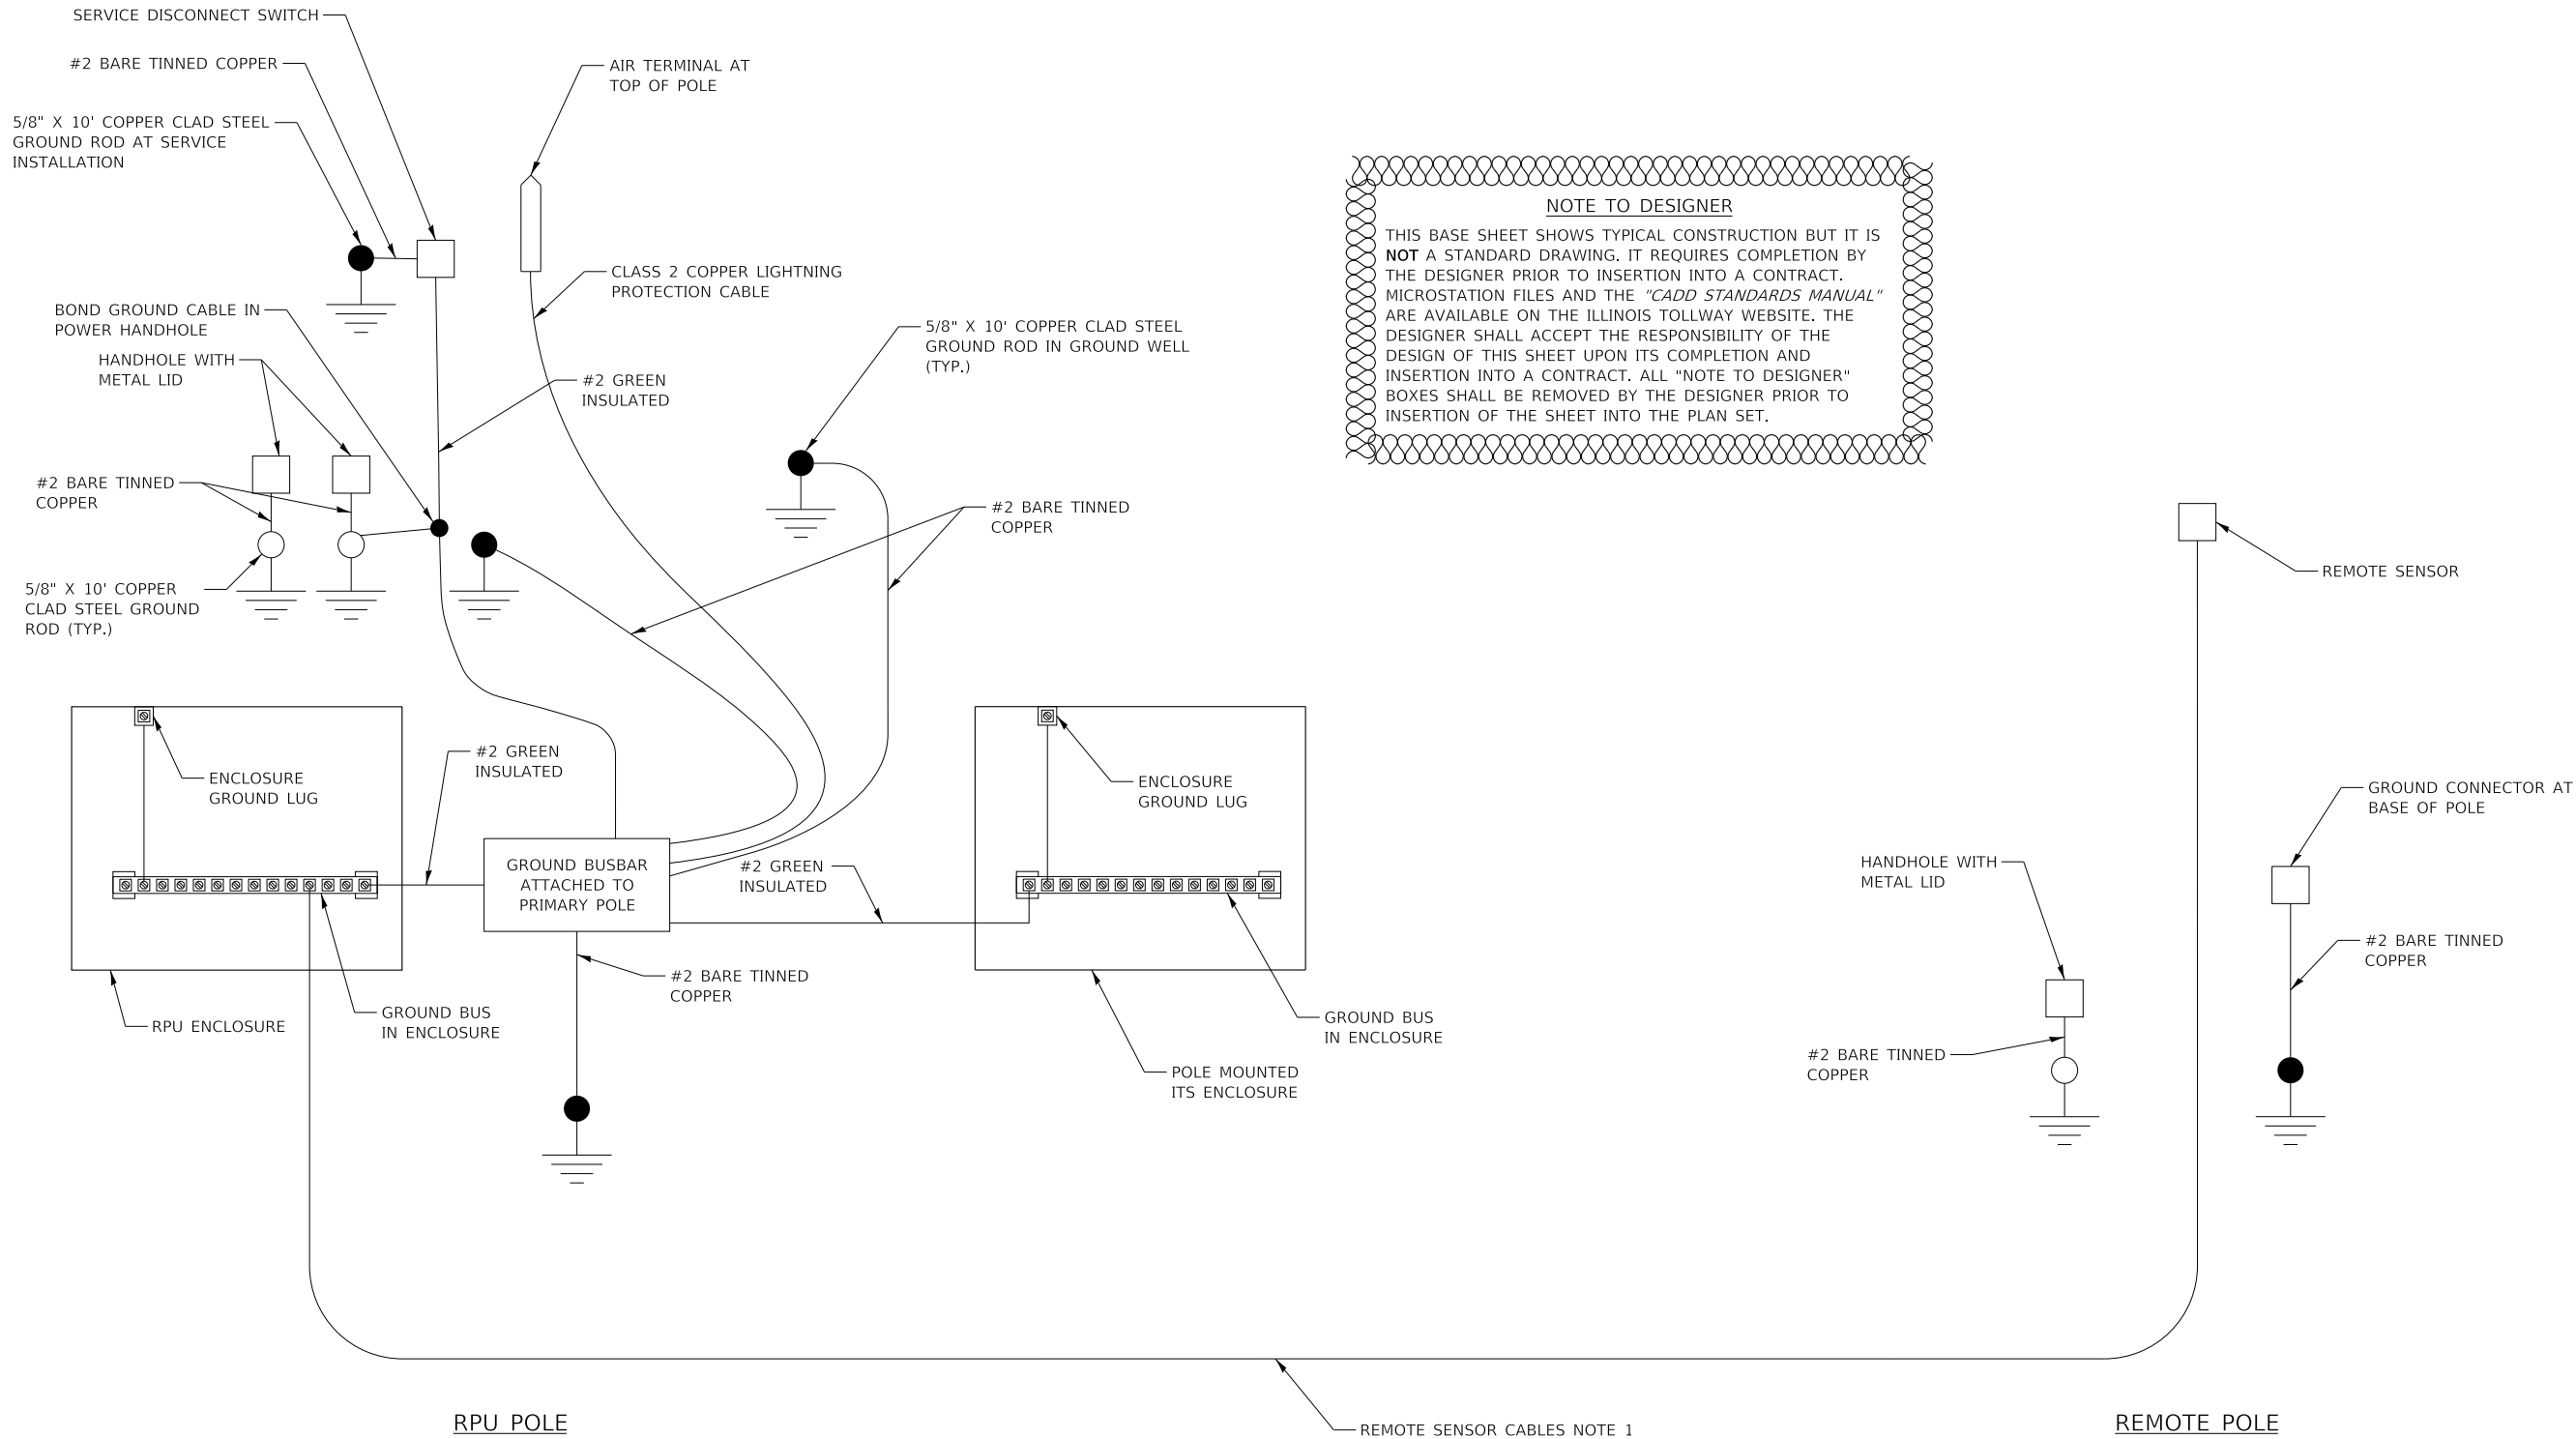 SERVICE DISCONNECT SWITCH
#2 BARE TINNED COPPER
5/8" X 10' COPPER CLAD STEEL
GROUND ROD AT SERVICE
INSTALLATION
AIR TERMINAL AT
TOP OF POLE
CLASS 2 COPPER LIGHTNING
PROTECTION CABLE
BOND GROUND CABLE IN
POWER HANDHOLE
HANDHOLE WITH
METAL LID
#2 GREEN
INSULATED
5/8" X 10' COPPER CLAD STEEL
GROUND ROD IN GROUND WELL
(TYP.)
#2 BARE TINNED
COPPER
#2 BARE TINNED
COPPER
5/8" X 10' COPPER
CLAD STEEL GROUND
ROD (TYP.)
NOTE TO DESIGNER
THIS BASE SHEET SHOWS TYPICAL CONSTRUCTION BUT IT IS
NOT A STANDARD DRAWING. IT REQUIRES COMPLETION BY
THE DESIGNER PRIOR TO INSERTION INTO A CONTRACT.
MICROSTATION FILES AND THE "CADD STANDARDS MANUAL"
ARE AVAILABLE ON THE ILLINOIS TOLLWAY WEBSITE. THE
DESIGNER SHALL ACCEPT THE RESPONSIBILITY OF THE
DESIGN OF THIS SHEET UPON ITS COMPLETION AND
INSERTION INTO A CONTRACT. ALL "NOTE TO DESIGNER"
BOXES SHALL BE REMOVED BY THE DESIGNER PRIOR TO
INSERTION OF THE SHEET INTO THE PLAN SET.
REMOTE SENSOR
ENCLOSURE
GROUND LUG
#2 GREEN
INSULATED
GROUND BUSBAR
ATTACHED TO
PRIMARY POLE
#2 GREEN
INSULATED
ENCLOSURE
GROUND LUG
RPU ENCLOSURE
GROUND BUS
IN ENCLOSURE
#2 BARE TINNED
COPPER
GROUND BUS
IN ENCLOSURE
POLE MOUNTED
ITS ENCLOSURE
GROUND CONNECTOR AT
BASE OF POLE
HANDHOLE WITH
METAL LID
#2 BARE TINNED
COPPER
#2 BARE TINNED
COPPER
RPU POLE
REMOTE SENSOR CABLES NOTE 1
REMOTE POLE